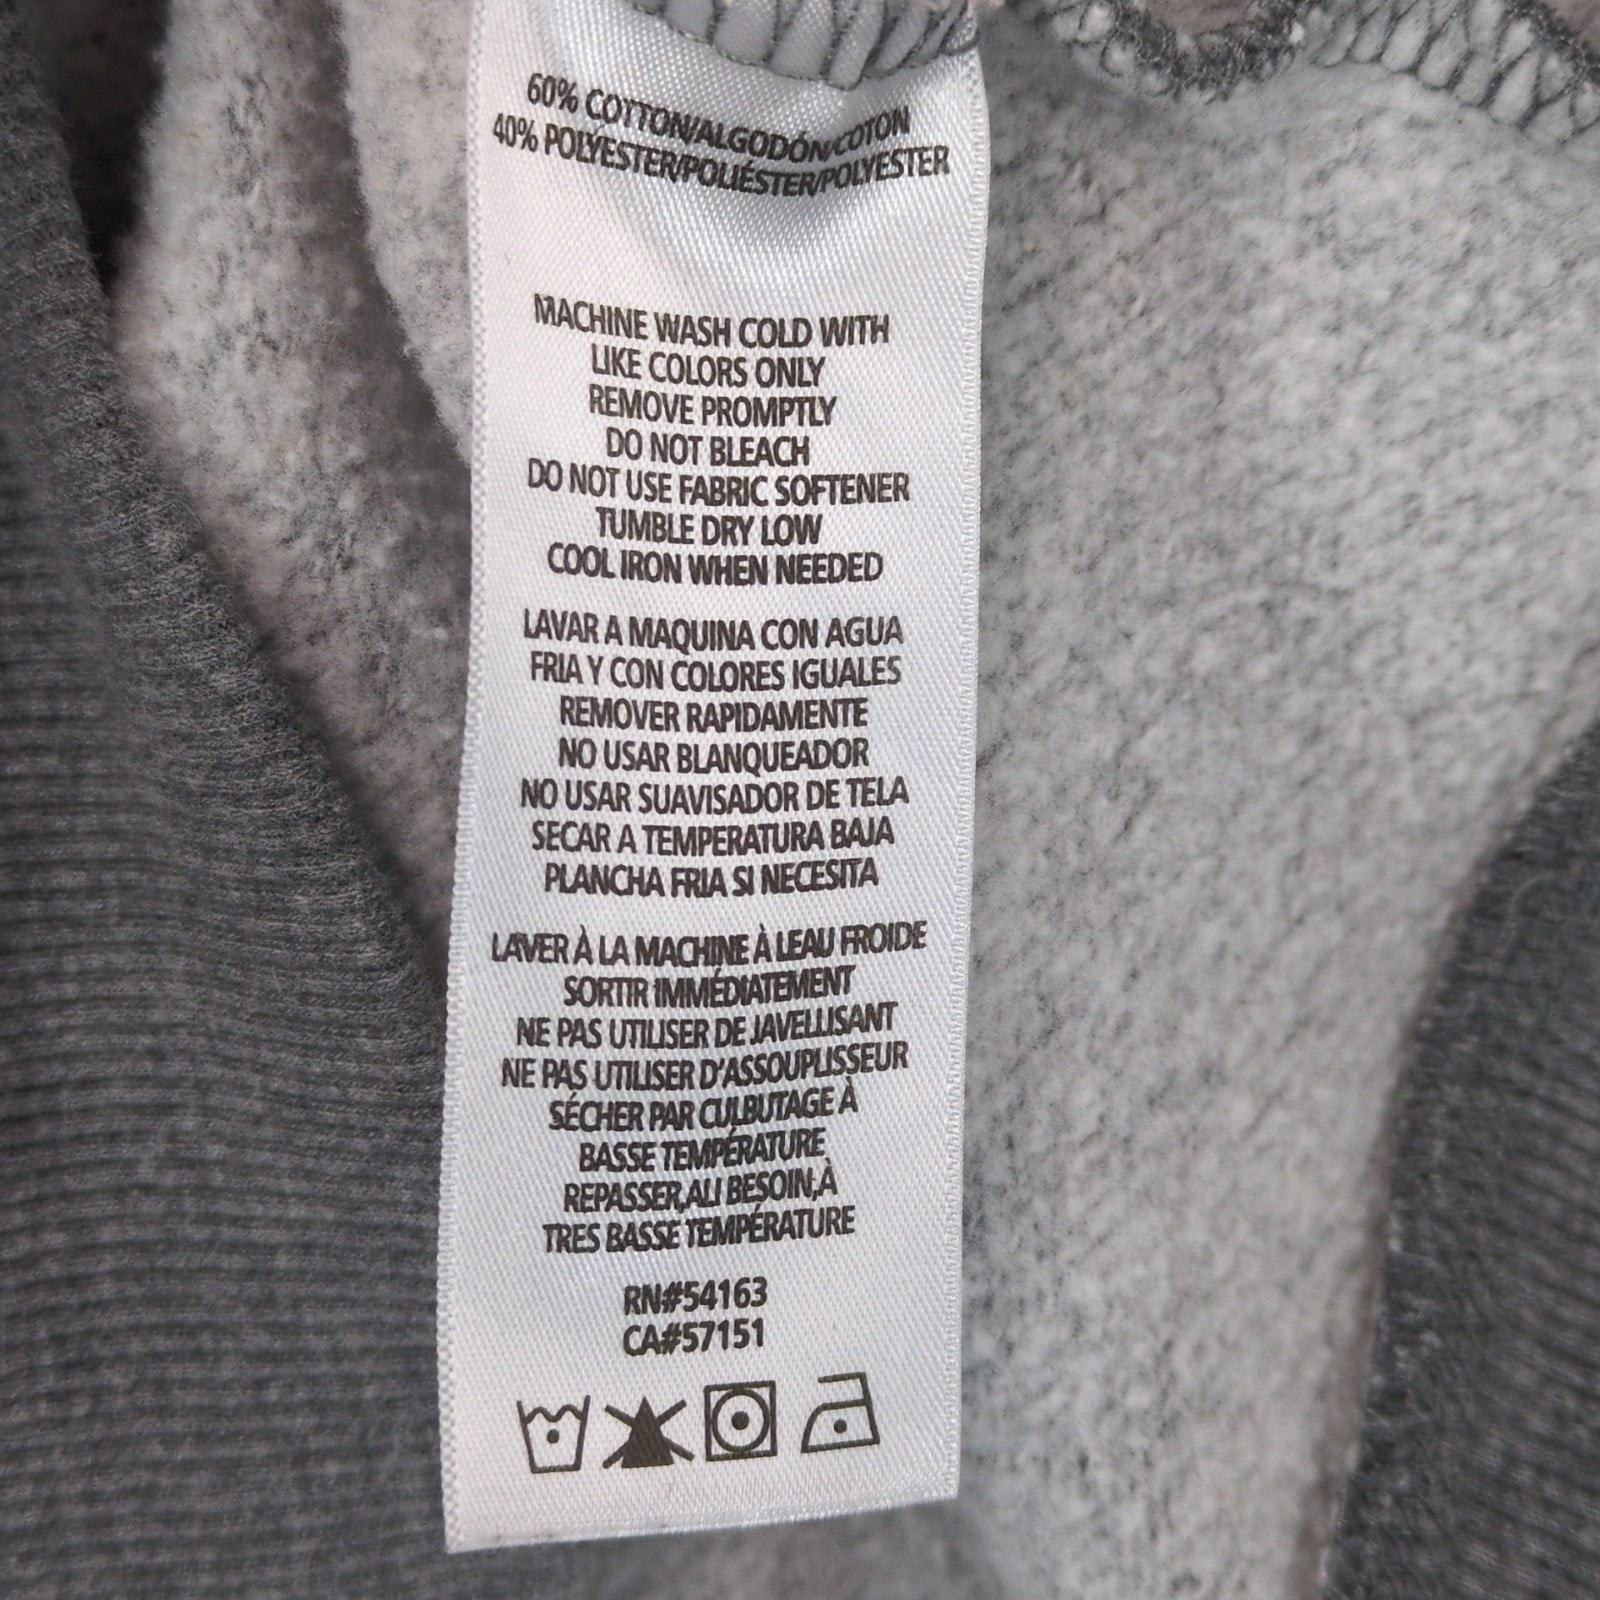 60% COTTON/ALGODÓN/COTON
40% POLYESTER/POLIÉSTER/POLYESTER
MACHINE WASH COLD WITH
LIKE COLORS ONLY
REMOVE PROMPTLY
DO NOT BLEACH
DO NOT USE FABRIC SOFTENER
TUMBLE DRY LOW
COOL IRON WHEN NEEDED
LAVAR A MAQUINA CON AGUA
FRIA Y CON COLORES IGUALES
REMOVER RAPIDAMENTE
NO USAR BLANQUEADOR
NO USAR SUAVISADOR DE TELA
SECAR A TEMPERATURA BAJA
PLANCHA FRIA SI NECESITA
LAVER À LA MACHINE À LEAU FROIDE
SORTIR IMMÉDIATEMENT
NE PAS UTILISER DE JAVELLISANT
NE PAS UTILISER D'ASSOUPLISSEUR
SÉCHER PAR CULBUTAGE À
BASSE TEMPÉRATURE
REPASSER,ALI BESOIN,À
TRES BASSE TEMPÉRATURE
RN#54163
CA#57151